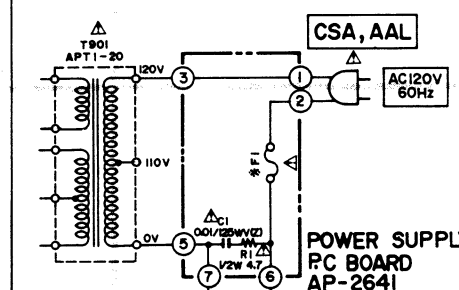 CSA, AAL
T901
APT1-20
120V
3
1
2
AC120V
60Hz
※F1
110V
0V
5
C1
0.01/125WV(Z)
R1
1/2W 4.7
7
6
POWER SUPPLY
P.C BOARD
AP-2641